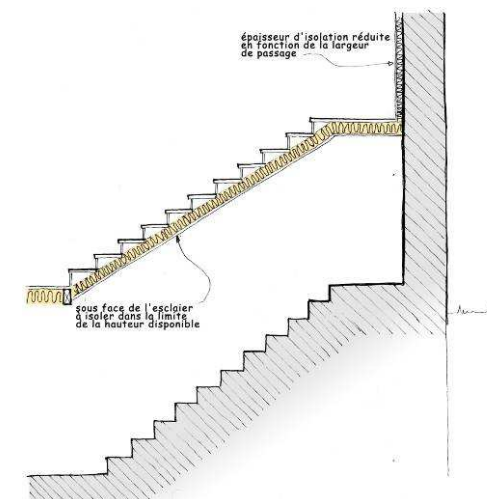 épaisseur d'isolation réduite
en fonction de la largeur
de passage
sous face de l'esclaier
à isoler dans la limite
de la hauteur disponible